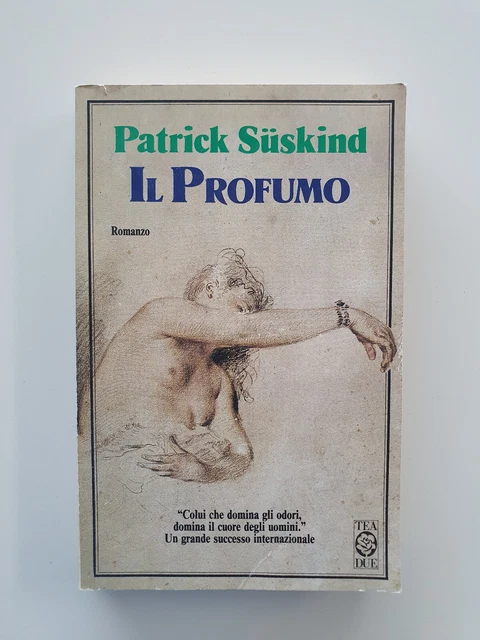 Patrick Süskind
IL PROFUMO
Romanzo
“Colui che domina gli odori,
domina il cuore degli uomini.”
Un grande successo internazionale
TEA
DUE